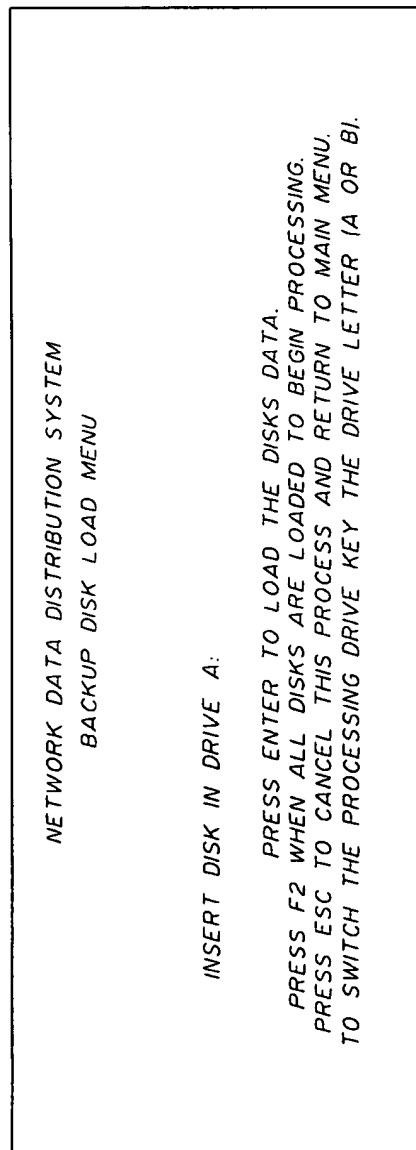 NETWORK DATA DISTRIBUTION SYSTEM
BACKUP DISK LOAD MENU
INSERT DISK IN DRIVE A:
PRESS ENTER TO LOAD THE DISKS DATA.
PRESS F2 WHEN ALL DISKS ARE LOADED TO BEGIN PROCESSING.
PRESS ESC TO CANCEL THIS PROCESS AND RETURN TO MAIN MENU.
TO SWITCH THE PROCESSING DRIVE KEY THE DRIVE LETTER (A OR B).